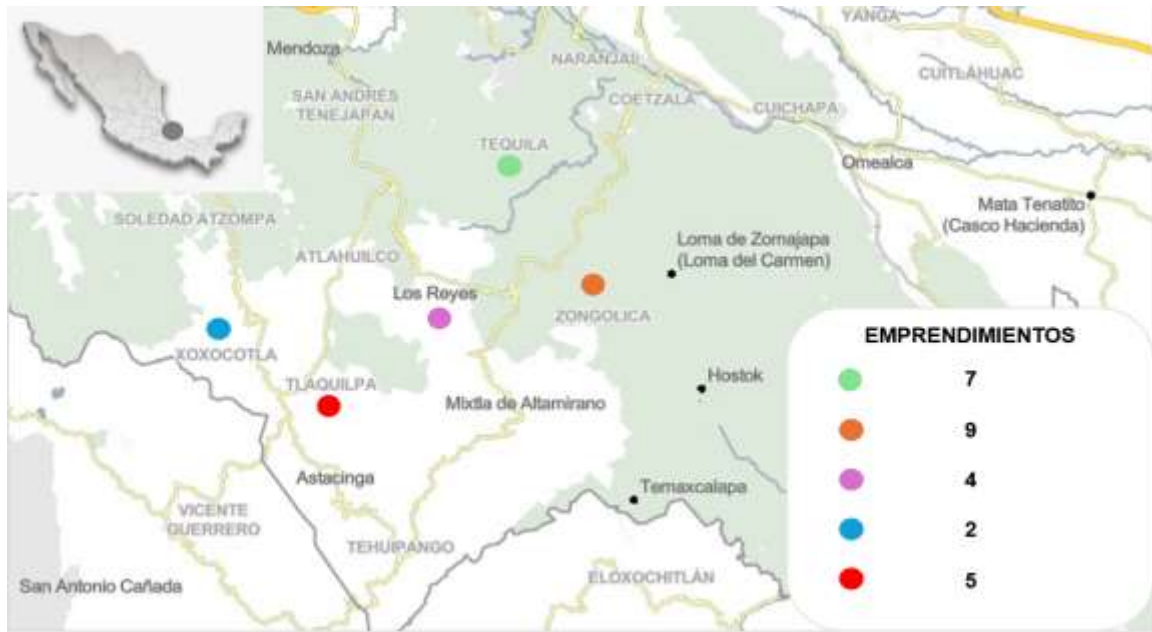 YANGA
Mendoza
NARANJAL
CUITLÁHUAC
SAN ANDRÉS
TENEJAPAN
COETZALA
CUICHAPA
TEQUILA
Omealca
Mata Tenatito
(Casco Hacienda)
SOLEDAD ATZOMPA
Loma de Zomajapa
(Loma del Carmen)
ATLAHUILCO
Los Reyes
ZONGOLICA
XOXOCOTLA
EMPRENDIMIENTOS
7
9
4
2
5
TLAQUILPA
Hostok
Mixtla de Altamirano
Astacinga
Temaxcalapa
VICENTE
GUERRERO
TEHUIPANGO
San Antonio Cañada
ELOXOCHITLÁN